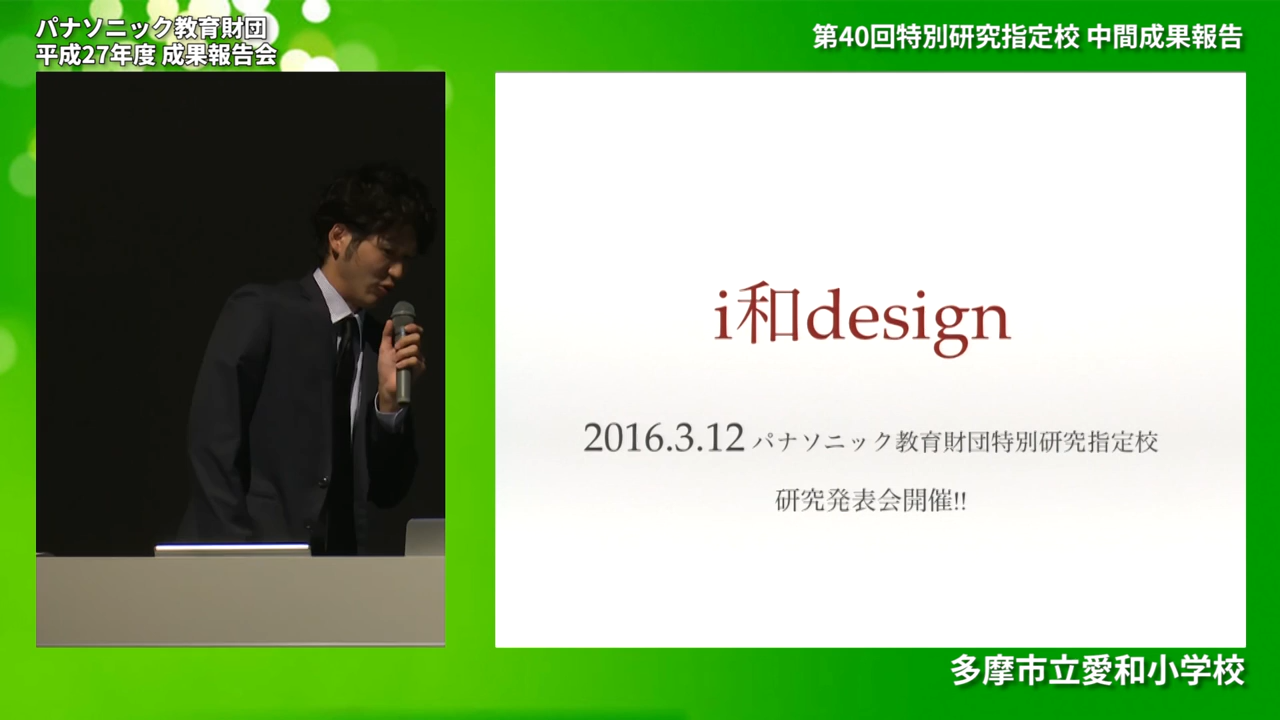 パナソニック教育財団
平成27年度 成果報告会
第40回特別研究指定校 中間成果報告
i和design
2016.3.12 パナソニック教育財団特別研究指定校
研究発表会開催!!
多摩市立愛和小学校